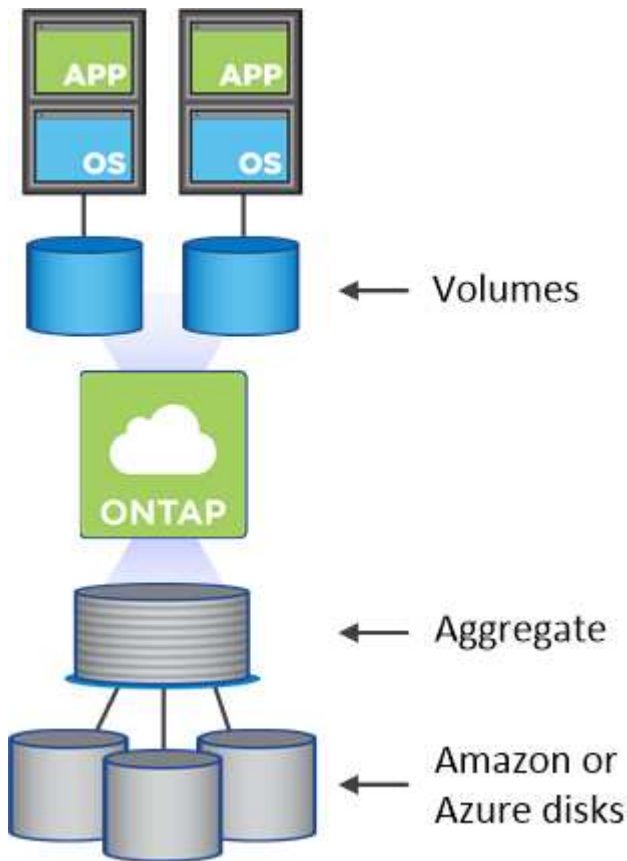 APP
APP
OS
OS
Volumes
ONTAP
Aggregate
Amazon or
Azure disks